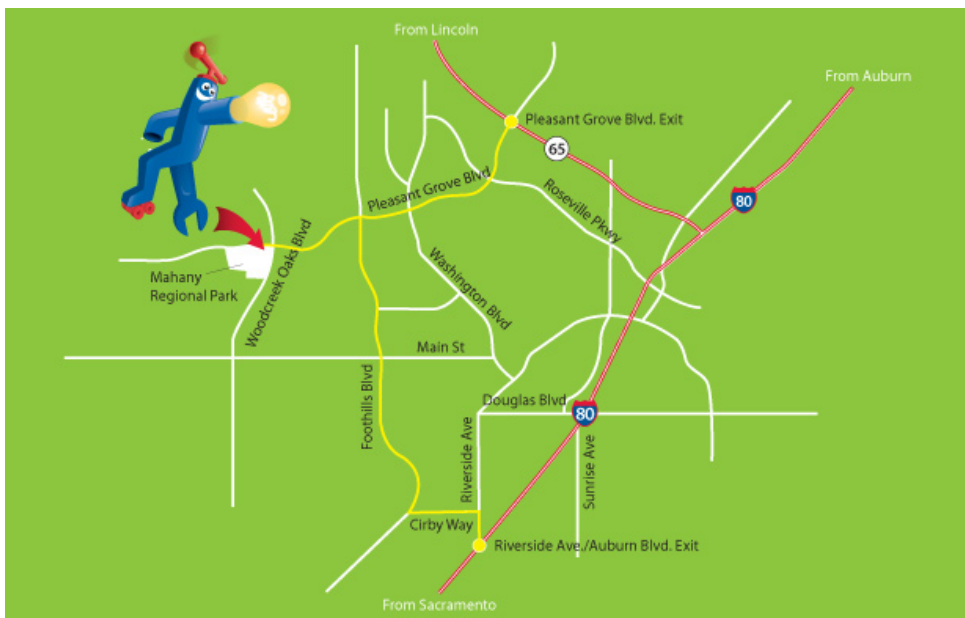 From Lincoln
From Auburn
Pleasant Grove Blvd. Exit
65
80
Pleasant Grove Blvd
Roseville Pkwy
Woodcreek Oaks Blvd
Mahany
Regional Park
Washington Blvd
Main St
Foothills Blvd
Douglas Blvd
80
Riverside Ave
Sunrise Ave
Cirby Way
Riverside Ave./Auburn Blvd. Exit
From Sacramento